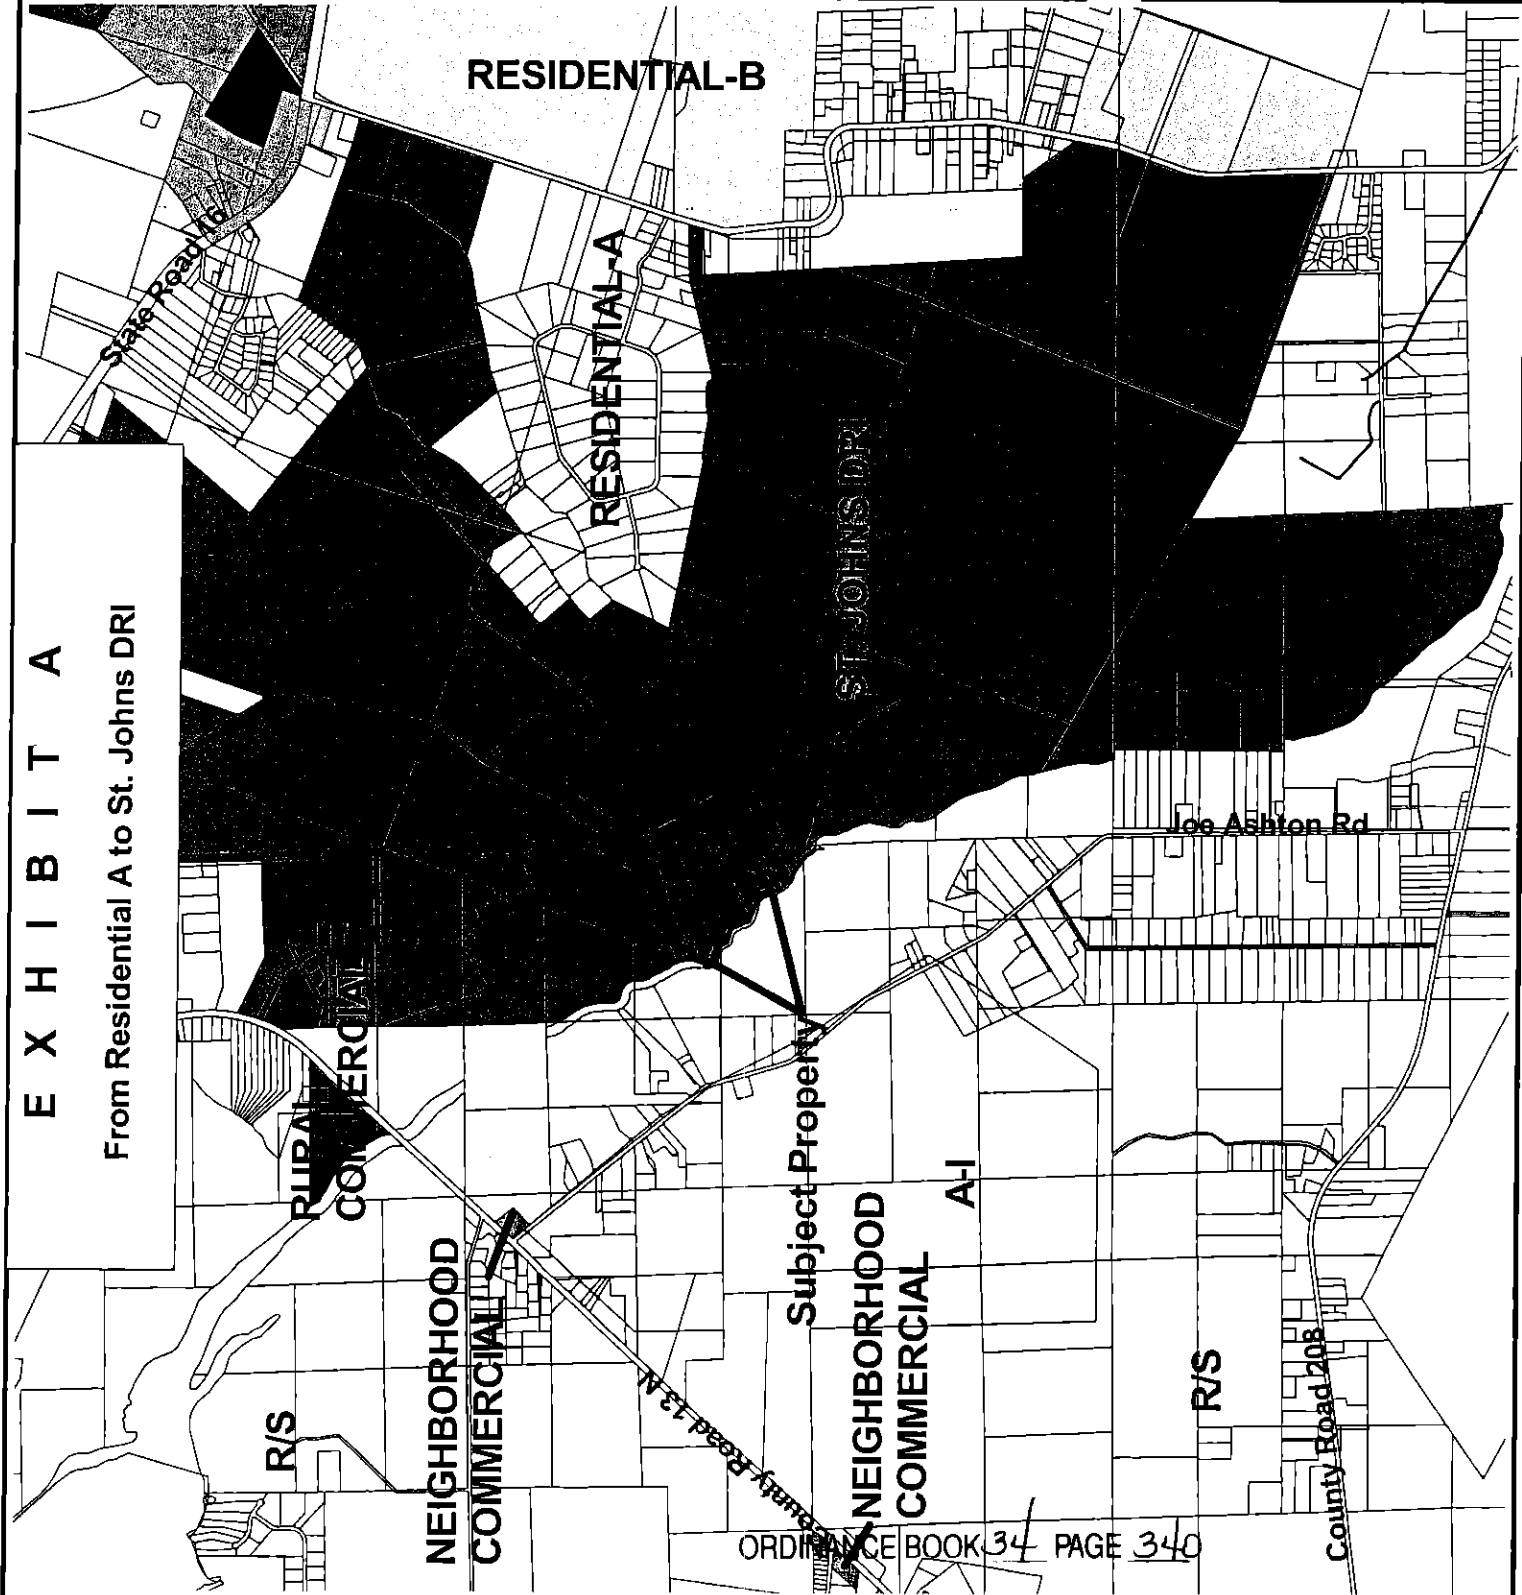 EXHIBIT A
From Residential A to St. Johns DRI
RESIDENTIAL-B
State Road 16
RESIDENTIAL-A
ST. JOHNS DRI
Joe Ashton Rd
RURAL
COMMERCIAL
Subject Property
NEIGHBORHOOD
COMMERCIAL
A-I
NEIGHBORHOOD
COMMERCIAL
R/S
R/S
County Road 13 N
County Road 208
ORDINANCE BOOK 34 PAGE 340